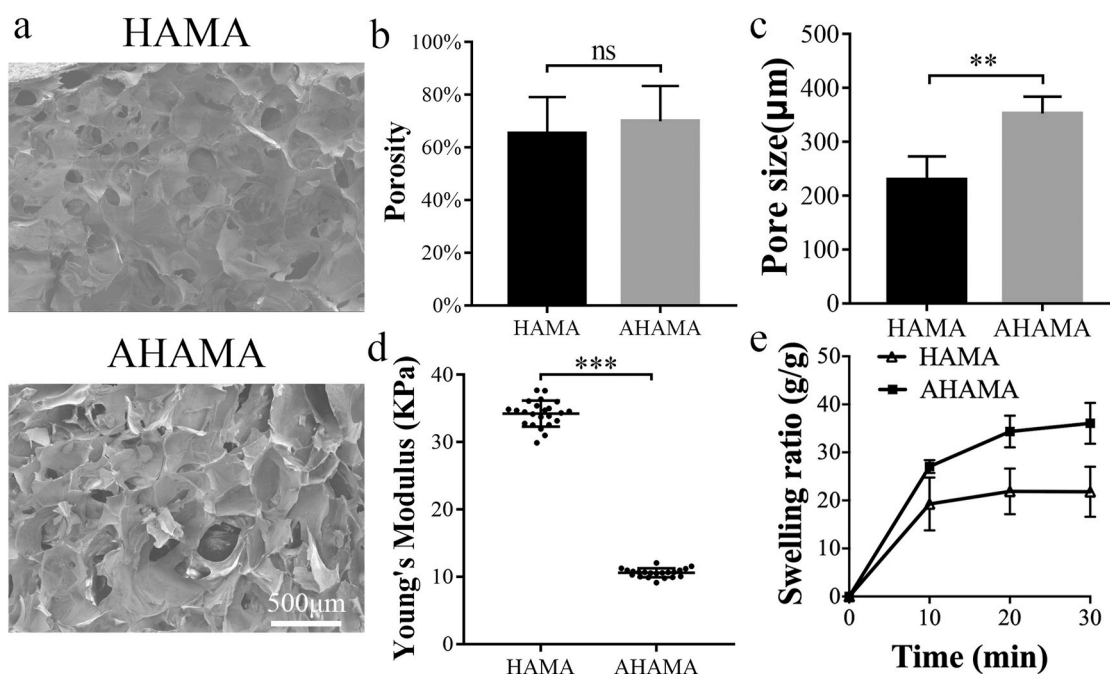 a
HAMA
AHAMA
500μm
b
100%
80%
60%
40%
20%
0%
Porosity
ns
HAMA
AHAMA
c
500
400
300
200
100
0
Pore size(μm)
**
HAMA
AHAMA
d
40
30
20
10
0
Young's Modulus (KPa)
***
HAMA
AHAMA
e
50
40
30
20
10
0
Swelling ratio (g/g)
HAMA
AHAMA
0
10
20
30
Time (min)